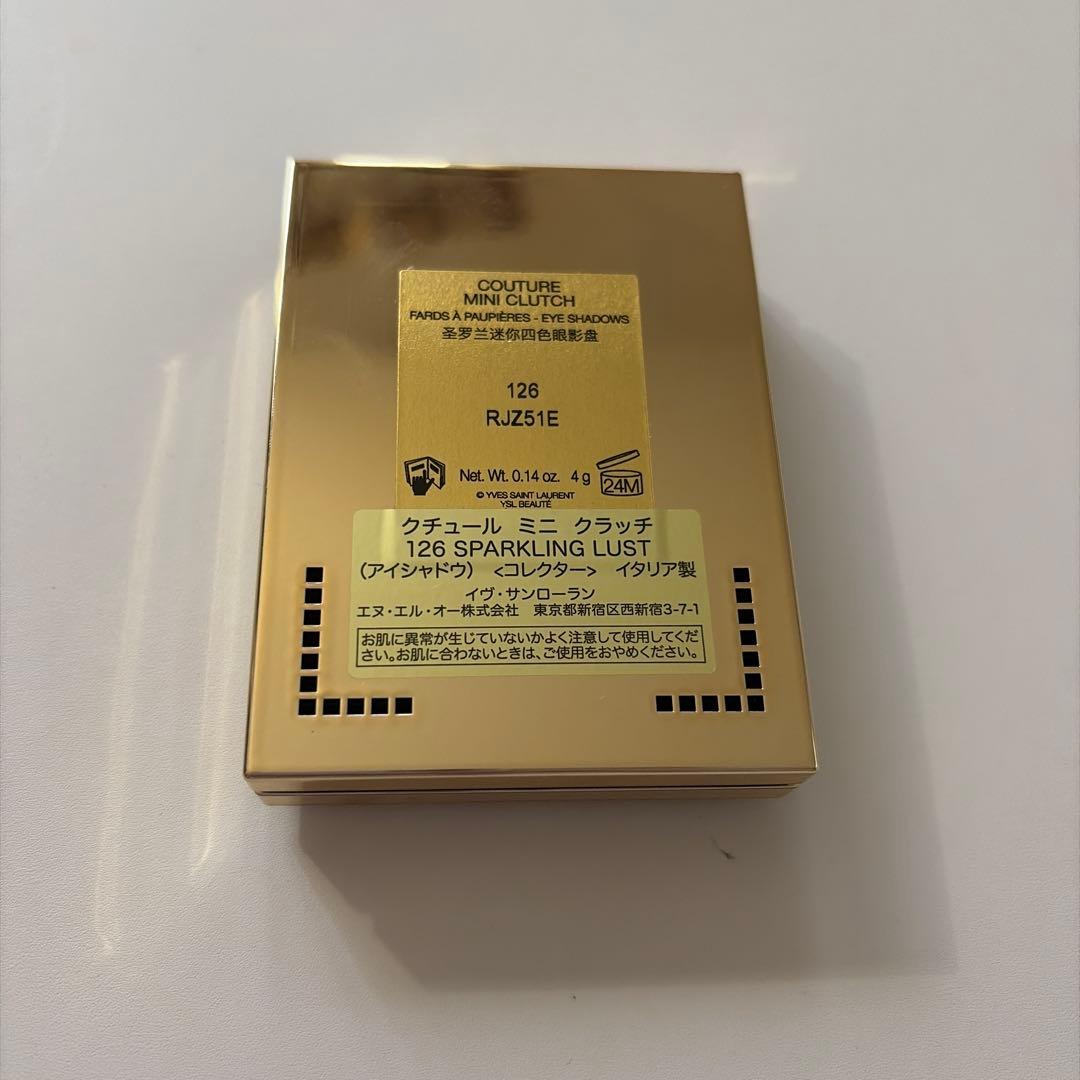 COUTURE
MINI CLUTCH
FARDS À PAUPIÈRES - EYE SHADOWS
圣罗兰迷你四色眼影盘
126
RJZ51E
Net. Wt. 0.14 oz. 4 g
24M
© YVES SAINT LAURENT
YSL BEAUTÉ
クチュール ミニ クラッチ
126 SPARKLING LUST
（アイシャドウ） <コレクター> イタリア製
イヴ・サンローラン
エヌ・エル・オー株式会社 東京都新宿区西新宿3-7-1
お肌に異常が生じていないかよく注意して使用してくだ
さい。お肌に合わないときは、ご使用をおやめください。